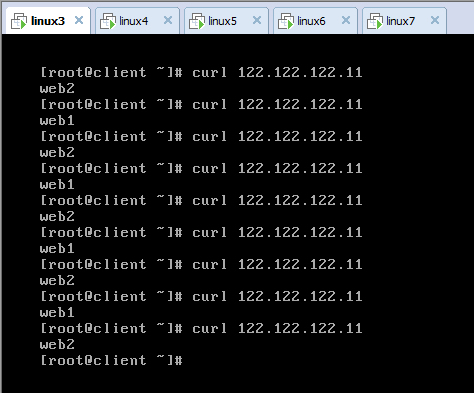 linux3 linux4 linux5 linux6 linux7
[root@client ~]# curl 122.122.122.11
web2
[root@client ~]# curl 122.122.122.11
web1
[root@client ~]# curl 122.122.122.11
web2
[root@client ~]# curl 122.122.122.11
web1
[root@client ~]# curl 122.122.122.11
web2
[root@client ~]# curl 122.122.122.11
web1
[root@client ~]# curl 122.122.122.11
web2
[root@client ~]# curl 122.122.122.11
web1
[root@client ~]# curl 122.122.122.11
web2
[root@client ~]#